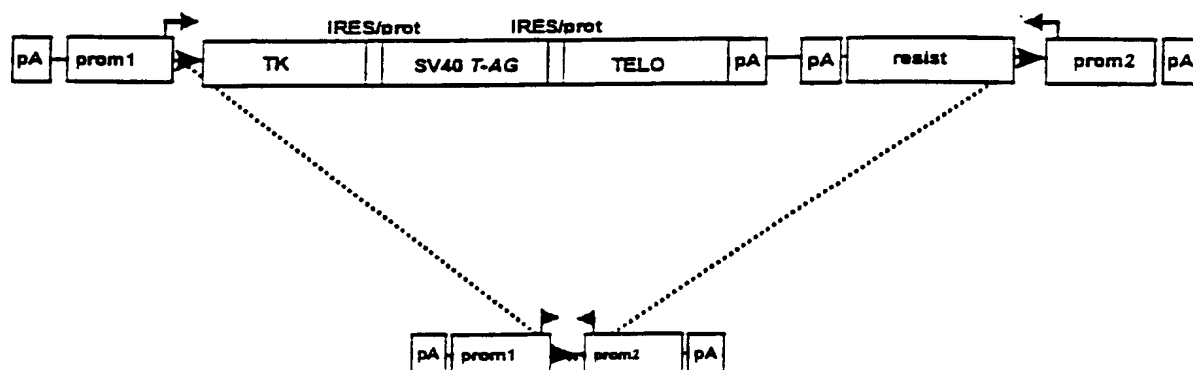 IRES/prot IRES/prot
pA prom1 TK SV40 T-AG TELO pA pA resist prom2 pA
pA prom1 prom2 pA